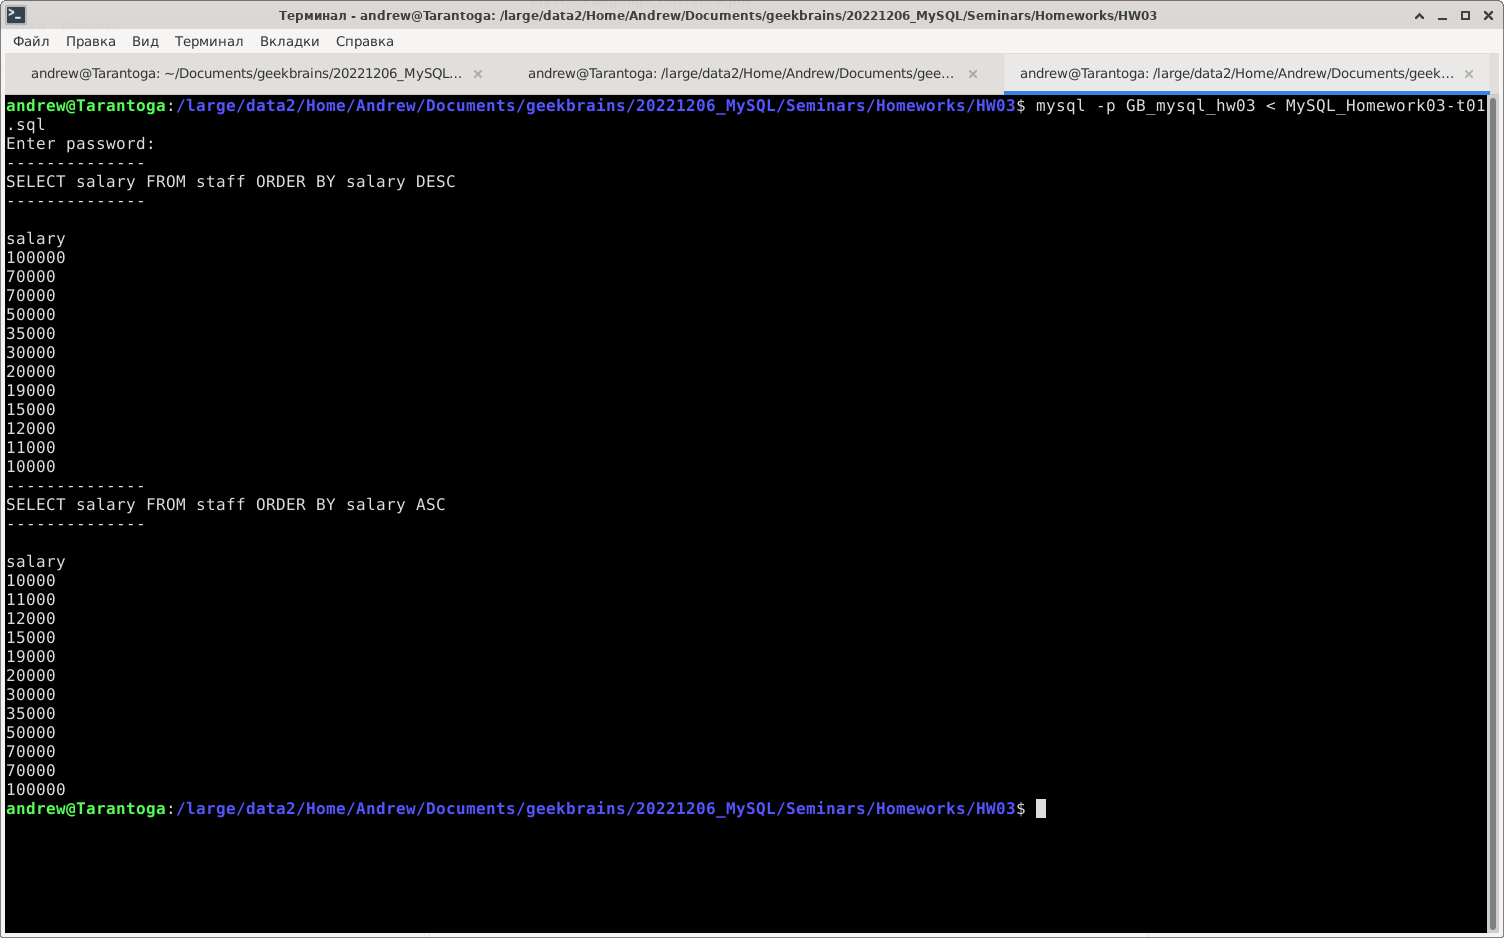 Терминал - andrew@Tarantoga: /large/data2/Home/Andrew/Documents/geekbrains/20221206_MySQL/Seminars/Homeworks/HW03
Файл Правка Вид Терминал Вкладки Справка
andrew@Tarantoga: ~/Documents/geekbrains/20221206_MySQL... andrew@Tarantoga: /large/data2/Home/Andrew/Documents/gee... andrew@Tarantoga: /large/data2/Home/Andrew/Documents/geek...
andrew@Tarantoga:/large/data2/Home/Andrew/Documents/geekbrains/20221206_MySQL/Seminars/Homeworks/HW03$ mysql -p GB_mysql_hw03 < MySQL_Homework03-t01
.sql
Enter password:
--------------
SELECT salary FROM staff ORDER BY salary DESC
--------------
salary
100000
70000
70000
50000
35000
30000
20000
19000
15000
12000
11000
10000
--------------
SELECT salary FROM staff ORDER BY salary ASC
--------------
salary
10000
11000
12000
15000
19000
20000
30000
35000
50000
70000
70000
100000
andrew@Tarantoga:/large/data2/Home/Andrew/Documents/geekbrains/20221206_MySQL/Seminars/Homeworks/HW03$